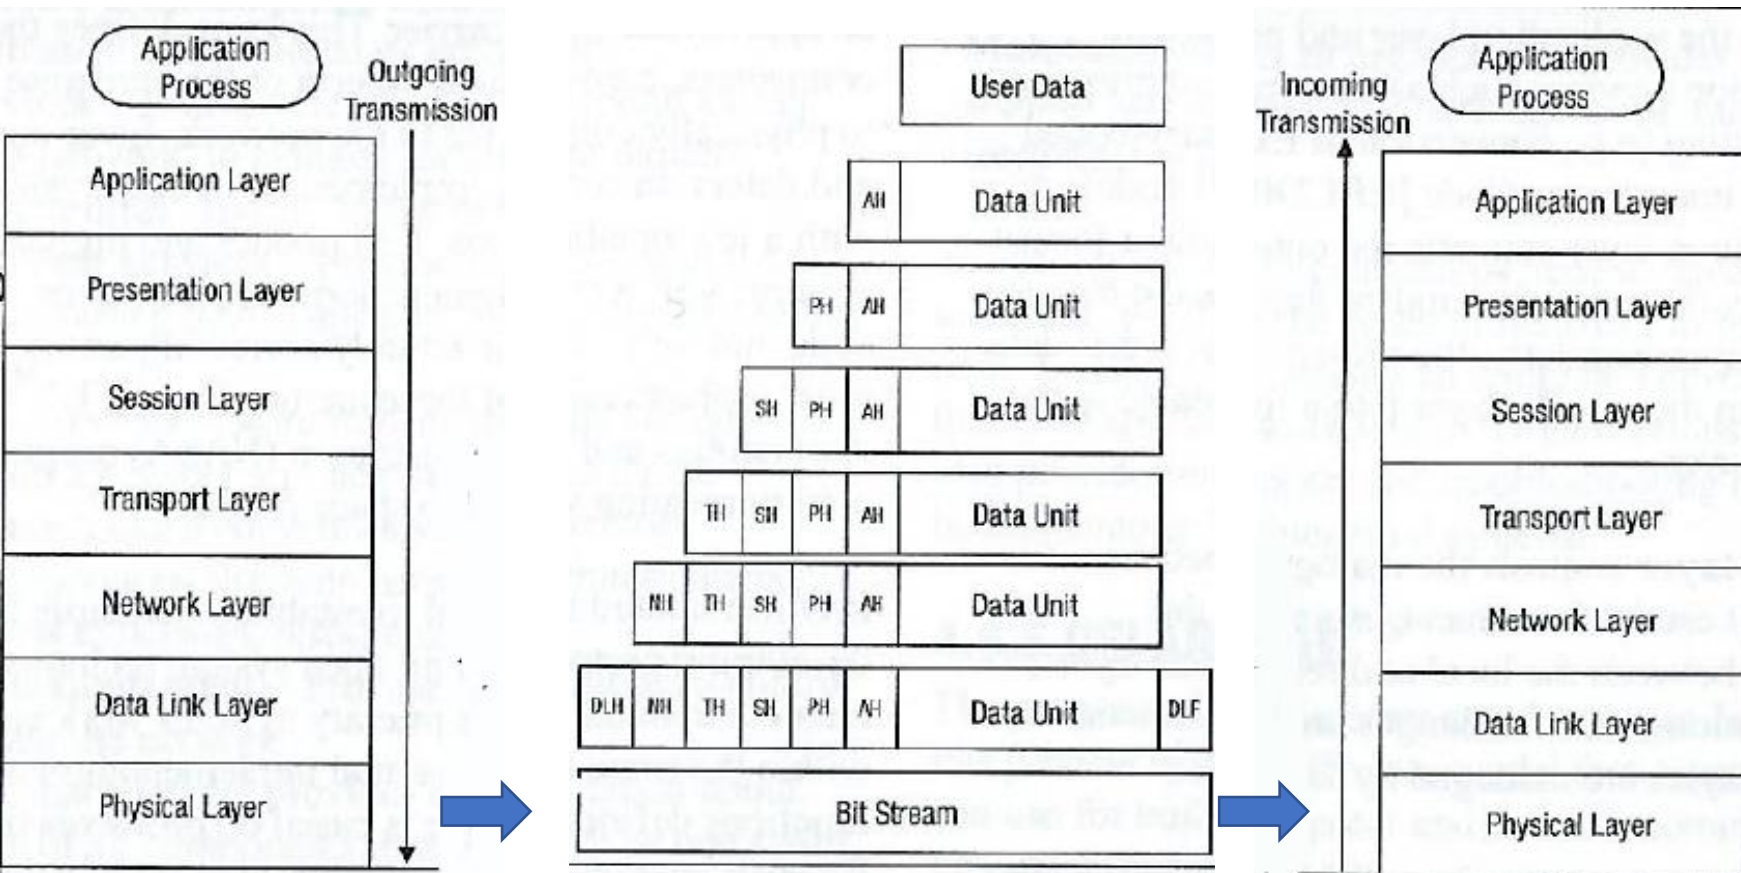 Application
Process
Outgoing
Transmission
Application Layer
Presentation Layer
Session Layer
Transport Layer
Network Layer
Data Link Layer
Physical Layer
User Data
AH Data Unit
PH AH Data Unit
SH PH AH Data Unit
TH SH PH AH Data Unit
NH TH SH PH AH Data Unit
DLH NH TH SH PH AH Data Unit DLF
Bit Stream
Incoming
Transmission
Application
Process
Application Layer
Presentation Layer
Session Layer
Transport Layer
Network Layer
Data Link Layer
Physical Layer